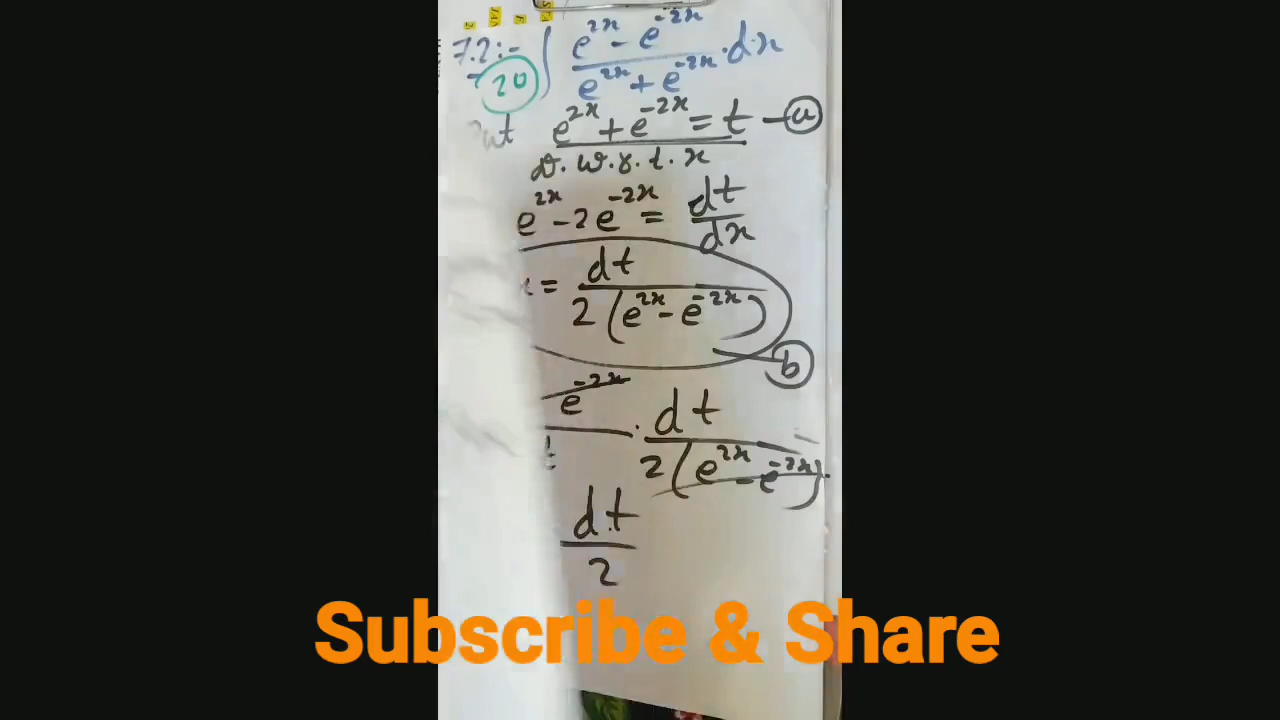 7.2:- ∫ (e^{2x} - e^{-2x})/(e^{2x} + e^{-2x}) . dx
20
e^{2x} + e^{-2x} = t — (a)
D. w. r. t. x
e^{2x} - 2e^{-2x} = dt/dx
= dt/(2(e^{2x} - e^{-2x}))
(b)
e^{-2x}/t . dt/(2(e^{2x} - e^{-2x}))
dt/2
Subscribe & Share